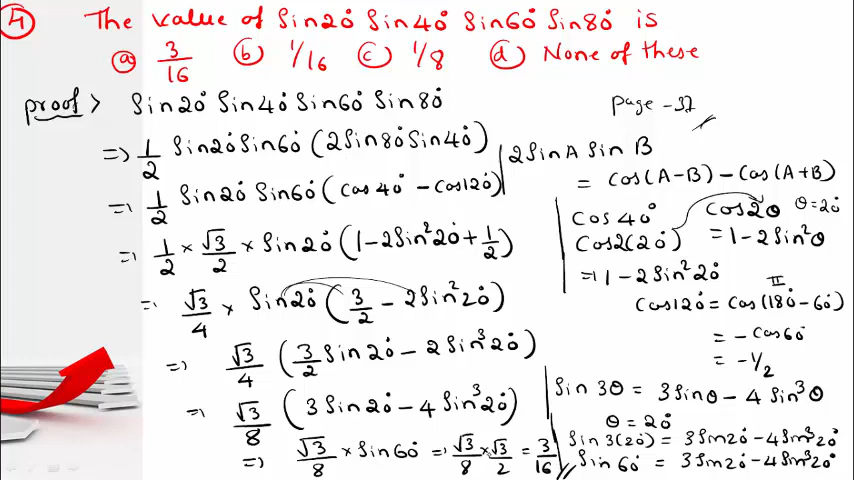 4) The value of Sin20° Sin40° Sin60° Sin80° is
a) 3/16 b) 1/16 c) 1/8 d) None of these
proof > Sin20° Sin40° Sin60° Sin80°
page - 32
=> 1/2 Sin20° Sin60° (2Sin80° Sin40°)
2SinA Sin B
= cos(A-B) - cos(A+B)
=> 1/2 Sin20° Sin60° (cos40° - cos120°)
=> 1/2 × √3/2 × Sin20° (1-2Sin²20° + 1/2)
cos40°
cos2(20°)
=> 1-2Sin²20°
cos2θ θ=20°
= 1-2Sin²θ
=> √3/4 × Sin20° (3/2 - 2Sin²20°)
II
cos120° = cos(180°-60°)
= -cos60°
= -1/2
=> √3/4 (3/2 Sin20° - 2Sin³20°)
=> √3/8 (3Sin20° - 4Sin³20°)
=> √3/8 × Sin60° => √3/8 × √3/2 = 3/16
Sin3θ = 3Sinθ - 4Sin³θ
θ = 20°
Sin3(20°) = 3Sin20° - 4Sin³20°
Sin60° = 3Sin20° - 4Sin³20°